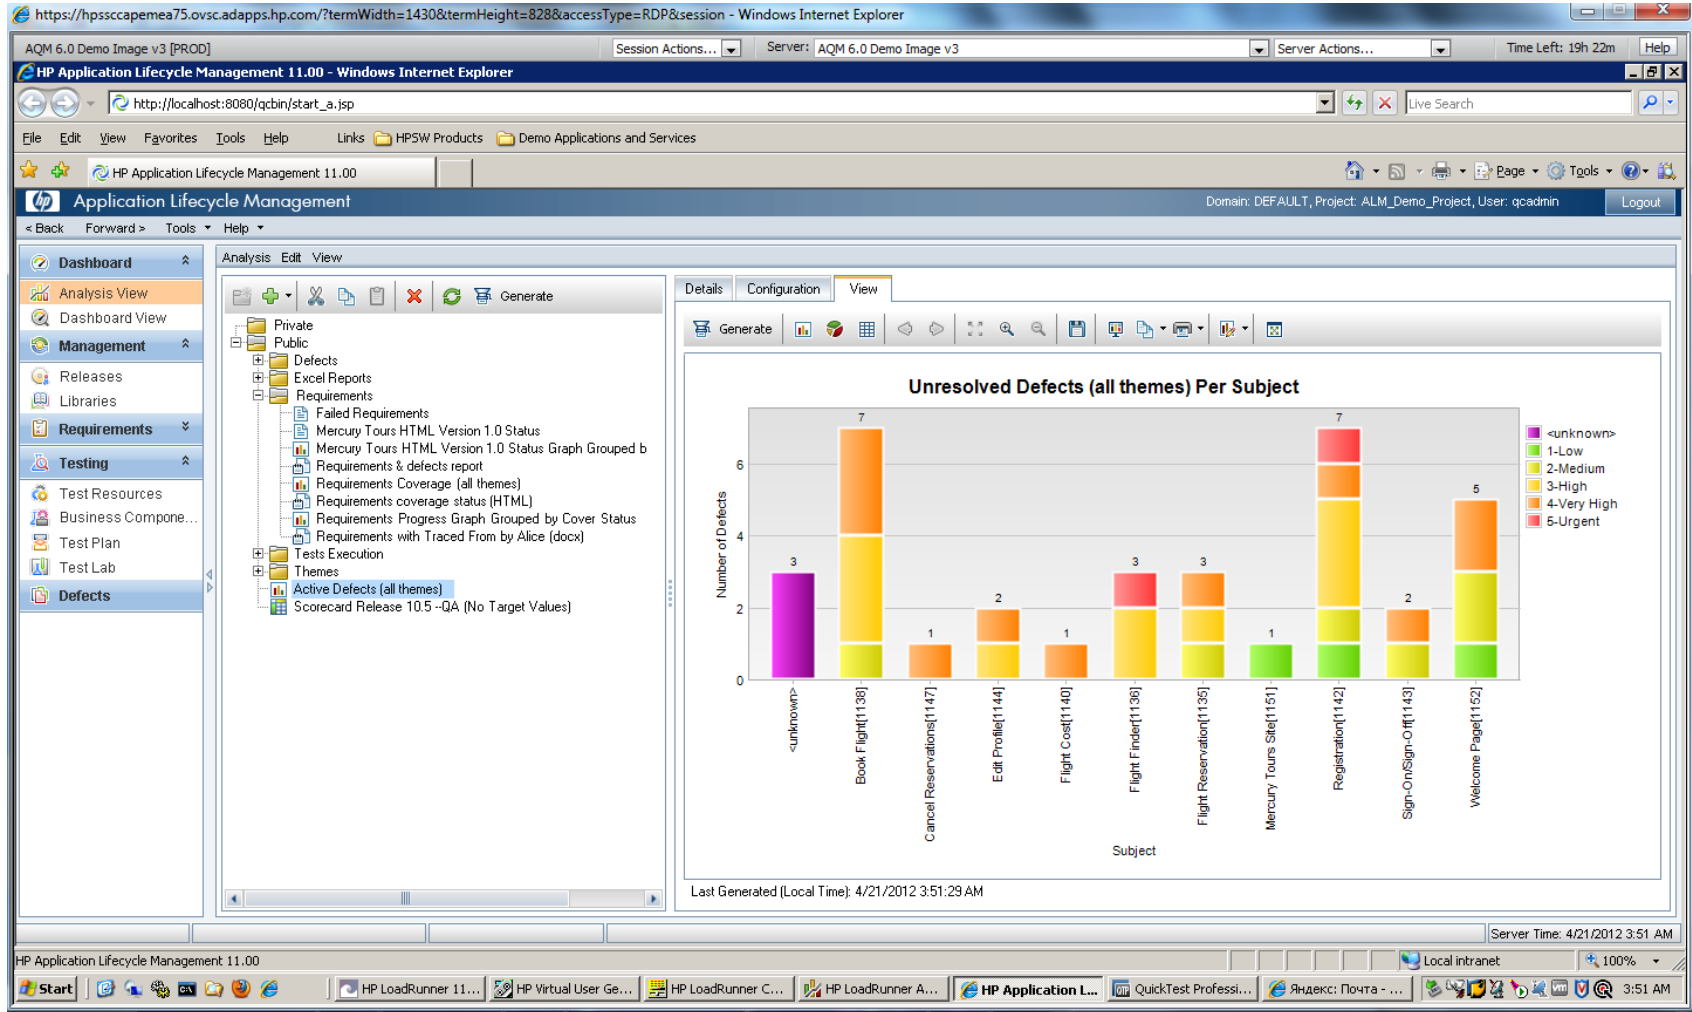 https://hpssccapemea75.ovsc.adapps.hp.com/?termWidth=1430&termHeight=828&accessType=RDP&session - Windows Internet Explorer
AQM 6.0 Demo Image v3 [PROD]
Session Actions...
Server: AQM 6.0 Demo Image v3
Server Actions...
Time Left: 19h 22m
Help
HP Application Lifecycle Management 11.00 - Windows Internet Explorer
http://localhost:8080/qcbin/start_a.jsp
Live Search
File Edit View Favorites Tools Help
Links HPSW Products Demo Applications and Services
HP Application Lifecycle Management 11.00
Page Tools
hp Application Lifecycle Management
Domain: DEFAULT, Project: ALM_Demo_Project, User: qcadmin
Logout
< Back Forward > Tools Help
Dashboard
Analysis View
Dashboard View
Management
Releases
Libraries
Requirements
Testing
Test Resources
Business Compone...
Test Plan
Test Lab
Defects
Analysis Edit View
Generate
Private
Public
Defects
Excel Reports
Requirements
Failed Requirements
Mercury Tours HTML Version 1.0 Status
Mercury Tours HTML Version 1.0 Status Graph Grouped b
Requirements & defects report
Requirements Coverage (all themes)
Requirements coverage status (HTML)
Requirements Progress Graph Grouped by Cover Status
Requirements with Traced From by Alice (docx)
Tests Execution
Themes
Active Defects (all themes)
Scorecard Release 10.5 --QA (No Target Values)
Details Configuration View
Generate
Unresolved Defects (all themes) Per Subject
Number of Defects
6
4
2
0
3
7
1
2
1
3
3
1
7
2
5
<unknown>
Book Flight[1138]
Cancel Reservations[1147]
Edit Profile[1144]
Flight Cost[1140]
Flight Finder[1136]
Flight Reservation[1135]
Mercury Tours Site[1151]
Registration[1142]
Sign-On/Sign-Off[1143]
Welcome Page[1152]
Subject
<unknown>
1-Low
2-Medium
3-High
4-Very High
5-Urgent
Last Generated (Local Time): 4/21/2012 3:51:29 AM
Server Time: 4/21/2012 3:51 AM
HP Application Lifecycle Management 11.00
Local intranet
100%
Start
HP LoadRunner 11...
HP Virtual User Ge...
HP LoadRunner C...
HP LoadRunner A...
HP Application L...
QuickTest Professi...
Яндекс: Почта - ...
3:51 AM